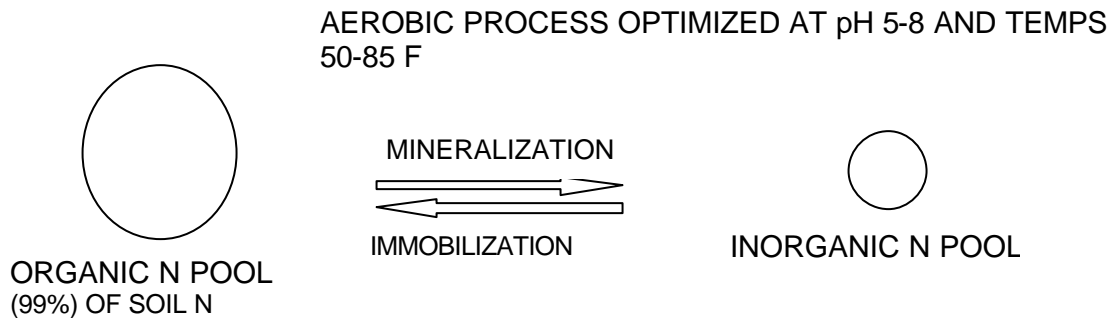 AEROBIC PROCESS OPTIMIZED AT pH 5-8 AND TEMPS
50-85 F
MINERALIZATION
IMMOBILIZATION
INORGANIC N POOL
ORGANIC N POOL
(99%) OF SOIL N